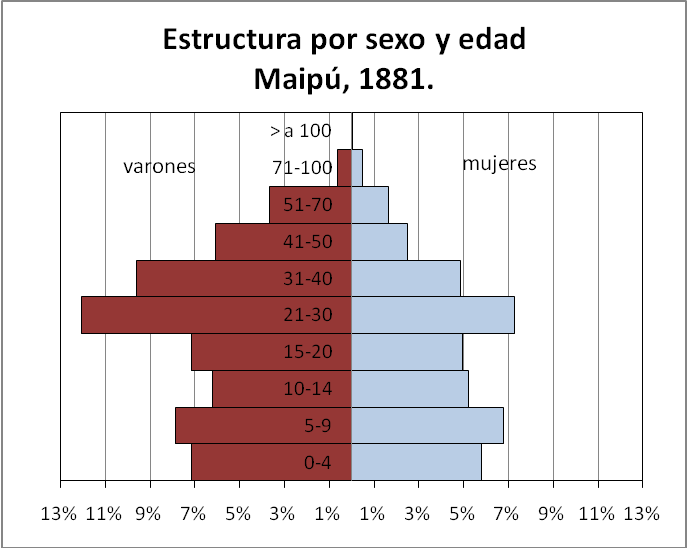 Estructura por sexo y edad
Maipú, 1881.
> a 100
varones
71-100
mujeres
51-70
41-50
31-40
21-30
15-20
10-14
5-9
0-4
13% 11% 9% 7% 5% 3% 1% 1% 3% 5% 7% 9% 11% 13%